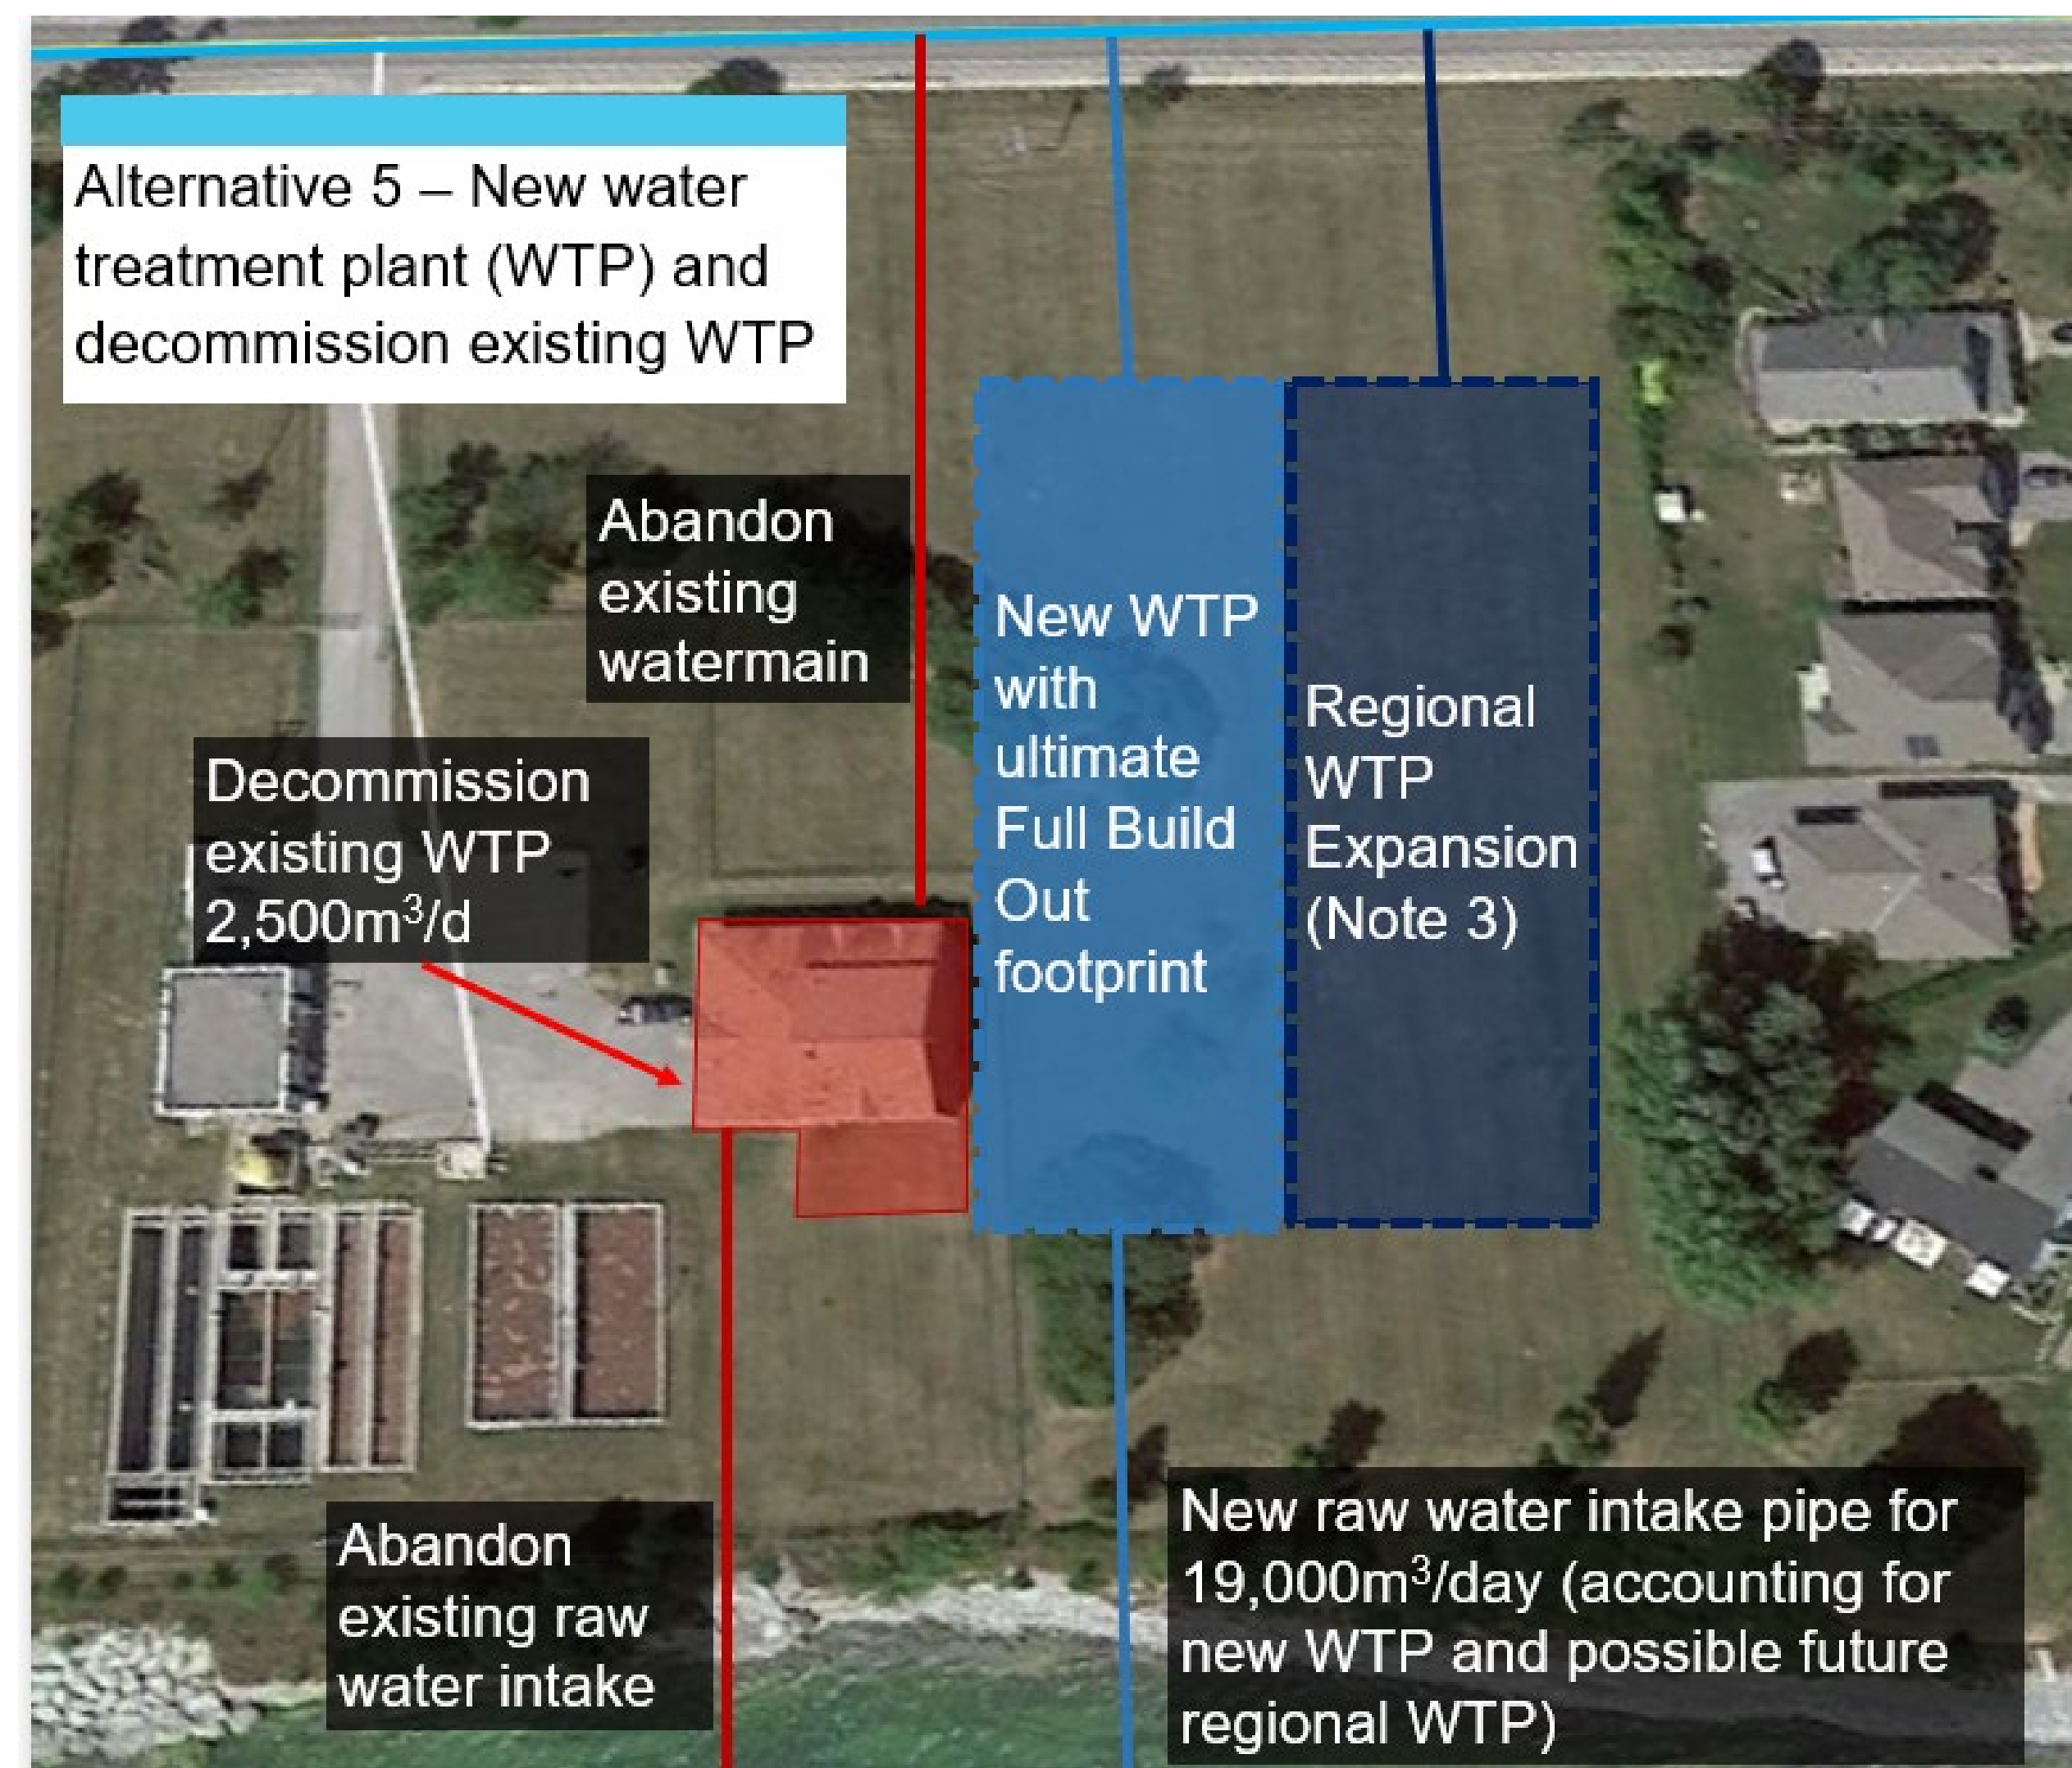 Alternative 5 – New water
treatment plant (WTP) and
decommission existing WTP
Abandon
existing
watermain
Decommission
existing WTP
2,500m³/d
New WTP
with
ultimate
Full Build
Out
footprint
Regional
WTP
Expansion
(Note 3)
Abandon
existing raw
water intake
New raw water intake pipe for
19,000m³/day (accounting for
new WTP and possible future
regional WTP)